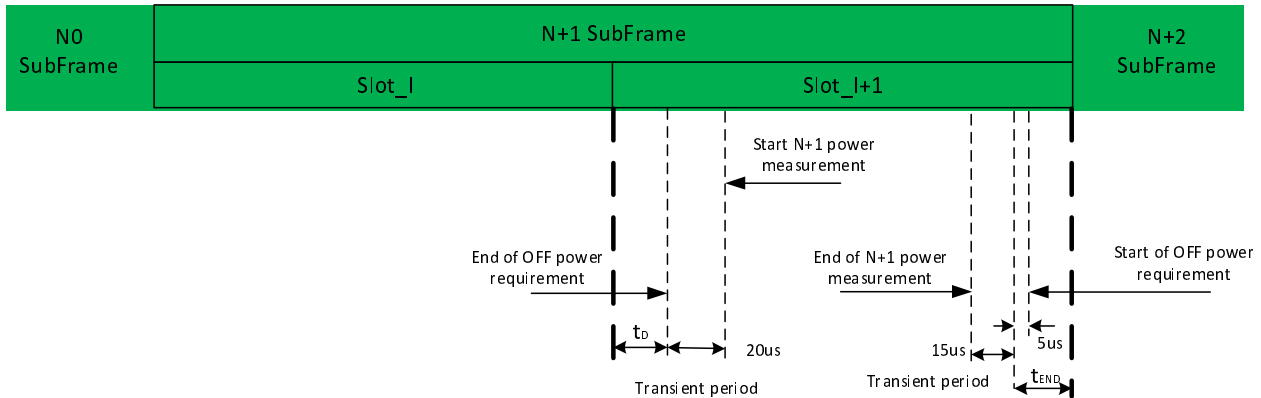 N0
SubFrame
N+1 SubFrame
N+2
SubFrame
Slot_I
Slot_I+1
Start N+1 power
measurement
End of OFF power
requirement
End of N+1 power
measurement
Start of OFF power
requirement
tD
20us
15us
5us
Transient period
Transient period
tEND